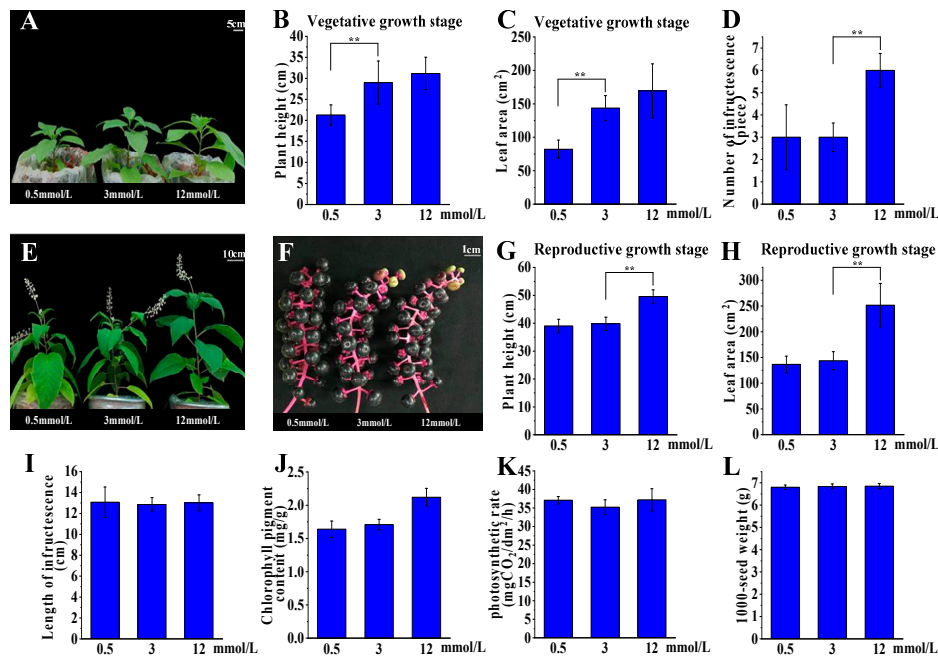 A
5cm
0.5mmol/L 3mmol/L 12mmol/L
B Vegetative growth stage
**
Plant height (cm)
40
35
30
25
20
15
10
5
0
0.5 3 12 mmol/L
C Vegetative growth stage
**
Leaf area (cm2)
250
200
150
100
50
0
0.5 3 12 mmol/L
D
**
Number of infructescence
(piece)
7
6
5
4
3
2
1
0
0.5 3 12 mmol/L
E
10cm
0.5mmol/L 3mmol/L 12mmol/L
F
1cm
0.5mmol/L 3mmol/L 12mmol/L
G Reproductive growth stage
**
Plant height (cm)
60
50
40
30
20
10
0
0.5 3 12 mmol/L
H Reproductive growth stage
**
Leaf area (cm2)
300
250
200
150
100
50
0
0.5 3 12 mmol/L
I
Length of infructescence
(cm)
16
14
12
10
8
6
4
2
0
0.5 3 12 mmol/L
J
Chlorophyll pigment
content (mg/g)
2.5
2.0
1.5
1.0
0.5
0.0
0.5 3 12 mmol/L
K
photosynthetic rate
(mgCO2/dm2/h)
45
40
35
30
25
20
15
10
5
0
0.5 3 12 mmol/L
L
1000-seed weight (g)
7
6
5
4
3
2
1
0
0.5 3 12 mmol/L